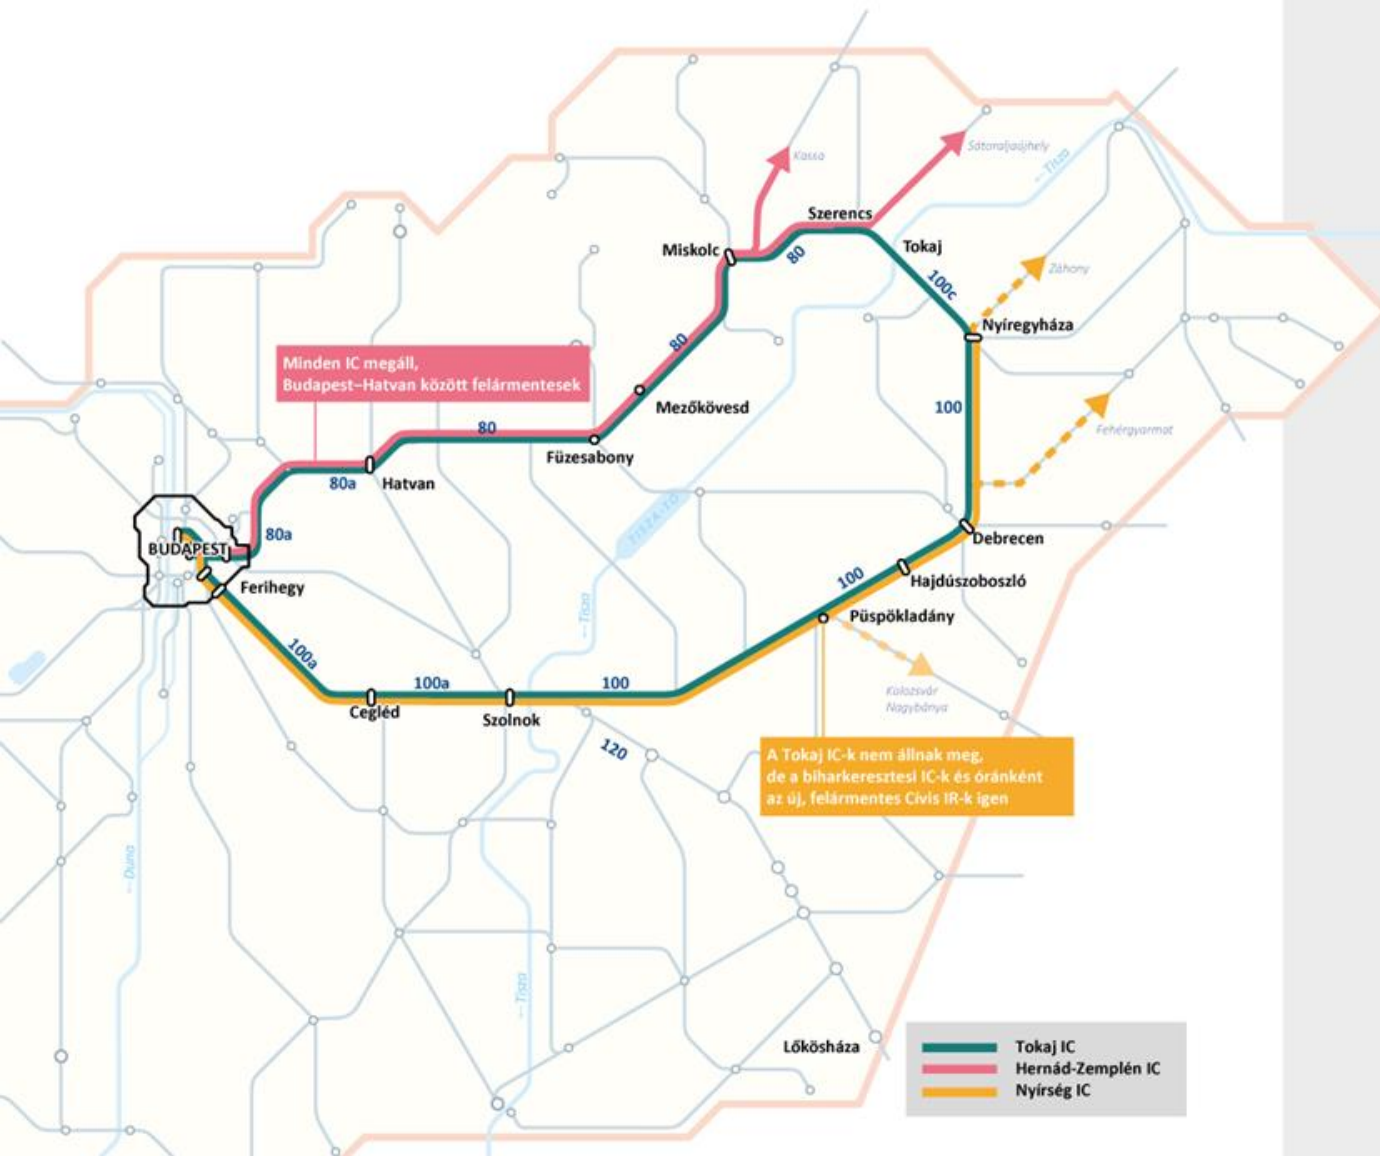 Kassa
Sátoraljaújhely
←Tisza
Szerencs
Miskolc
Tokaj
80
100c
Záhony
Nyíregyháza
80
Minden IC megáll,
Budapest–Hatvan között felármentesek
Mezőkövesd
100
Fehérgyarmat
80
Füzesabony
80a
Hatvan
TISZA-TÓ
80a
BUDAPEST
Debrecen
Ferihegy
100
Hajdúszoboszló
←Tisza
Püspökladány
100a
100a
100
Kolozsvár
Nagybánya
Cegléd
Szolnok
120
A Tokaj IC-k nem állnak meg,
de a biharkeresztesi IC-k és óránként
az új, felármentes Cívis IR-k igen
←Duna
←Tisza
Lőkösháza
Tokaj IC
Hernád-Zemplén IC
Nyírség IC